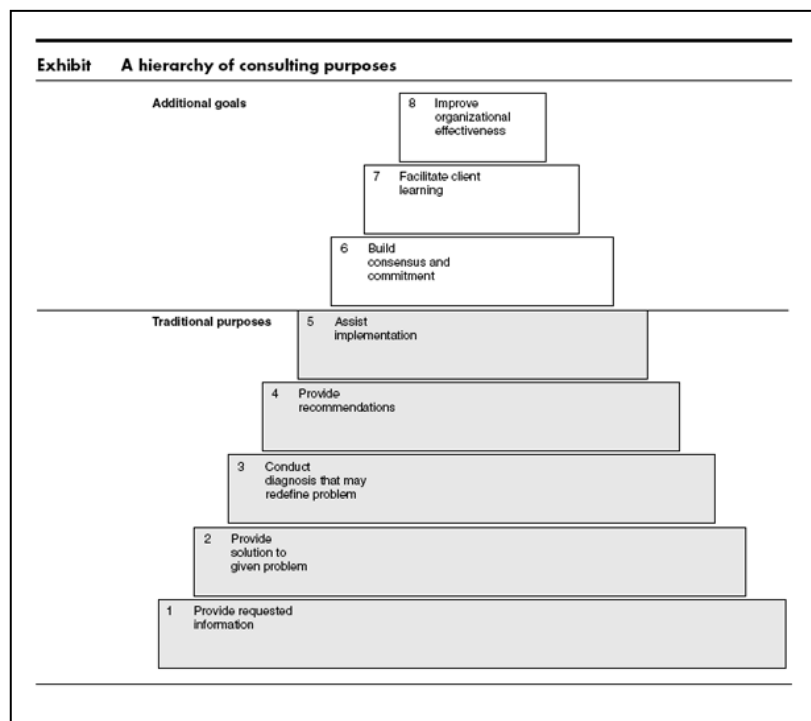 Exhibit A hierarchy of consulting purposes
Additional goals
8 Improve
organizational
effectiveness
7 Facilitate client
learning
6 Build
consensus and
commitment
Traditional purposes
5 Assist
implementation
4 Provide
recommendations
3 Conduct
diagnosis that may
redefine problem
2 Provide
solution to
given problem
1 Provide requested
information